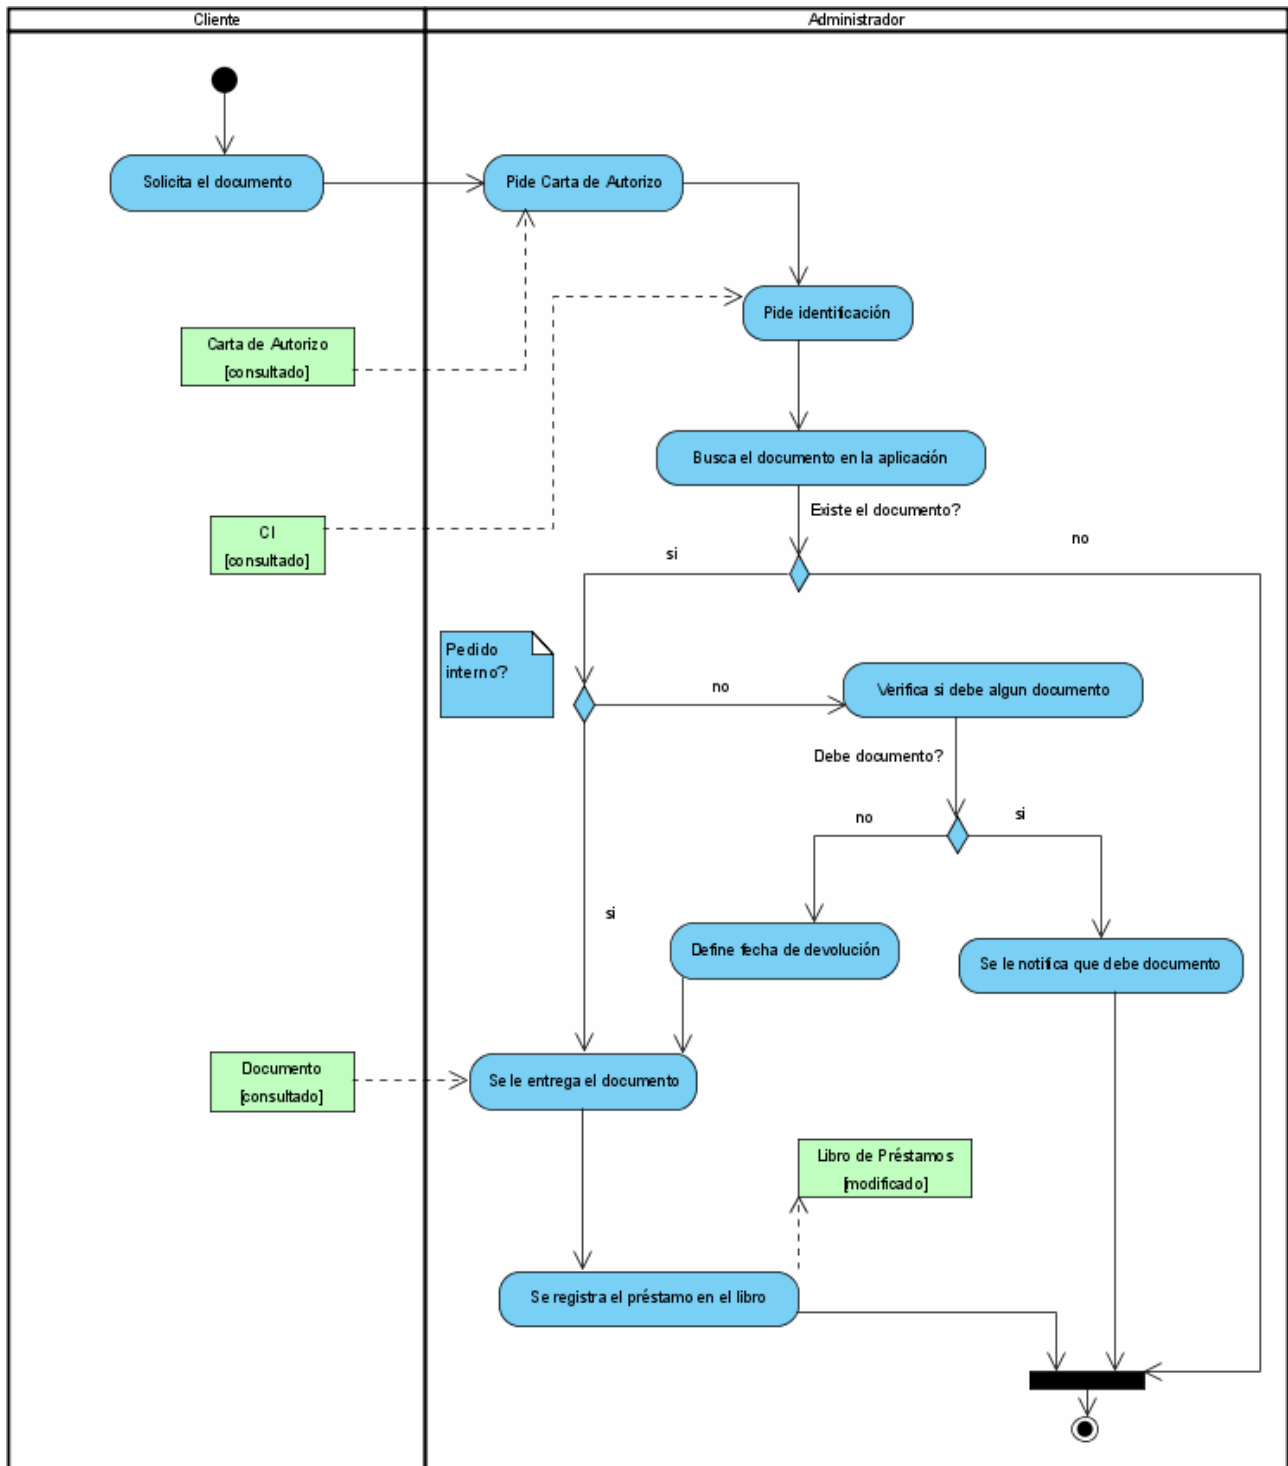 Cliente
Administrador
Solicita el documento
Pide Carta de Autorizo
Pide identificación
Carta de Autorizo
[consultado]
Busca el documento en la aplicación
Existe el documento?
CI
[consultado]
si
no
Pedido
interno?
no
Verifica si debe algun documento
Debe documento?
no
si
si
Define fecha de devolución
Se le notifica que debe documento
Documento
[consultado]
Se le entrega el documento
Libro de Préstamos
[modificado]
Se registra el préstamo en el libro